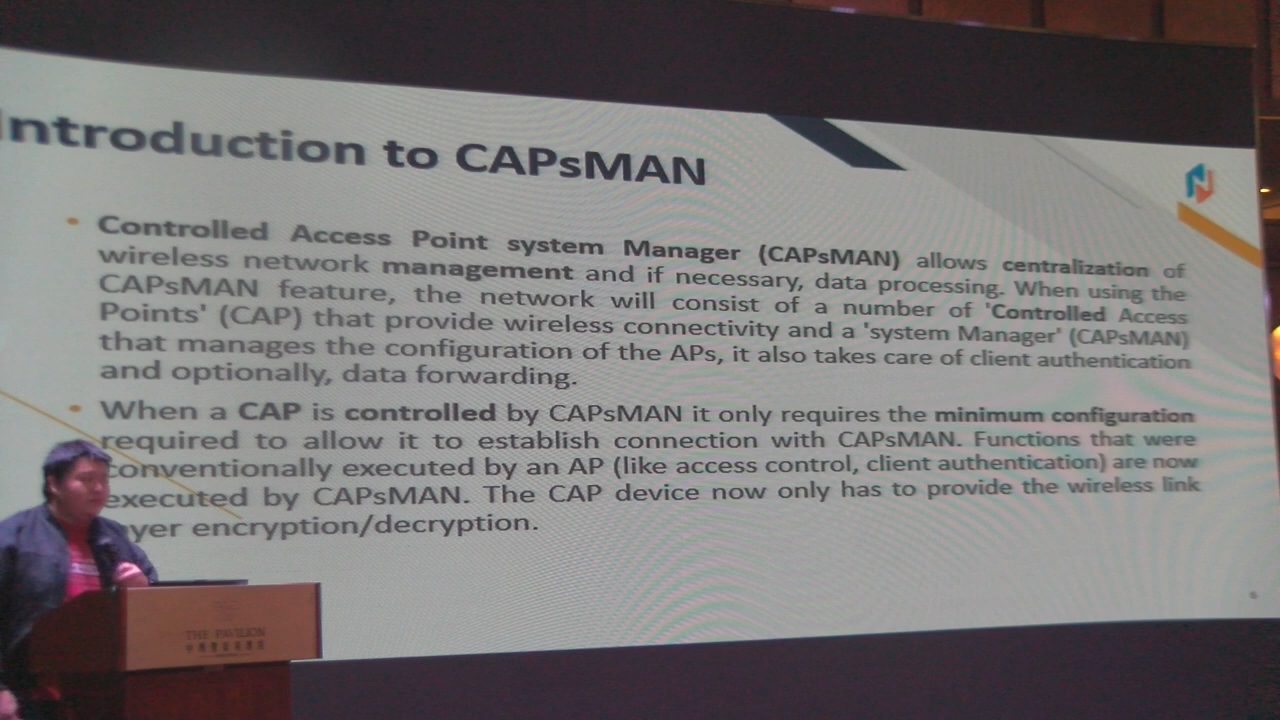 Introduction to CAPsMAN
• Controlled Access Point system Manager (CAPsMAN) allows centralization of
wireless network management and if necessary, data processing. When using the
CAPsMAN feature, the network will consist of a number of 'Controlled Access
Points' (CAP) that provide wireless connectivity and a 'system Manager' (CAPsMAN)
that manages the configuration of the APs, it also takes care of client authentication
and optionally, data forwarding.
• When a CAP is controlled by CAPsMAN it only requires the minimum configuration
required to allow it to establish connection with CAPsMAN. Functions that were
conventionally executed by an AP (like access control, client authentication) are now
executed by CAPsMAN. The CAP device now only has to provide the wireless link
ayer encryption/decryption.
THE PAVILION